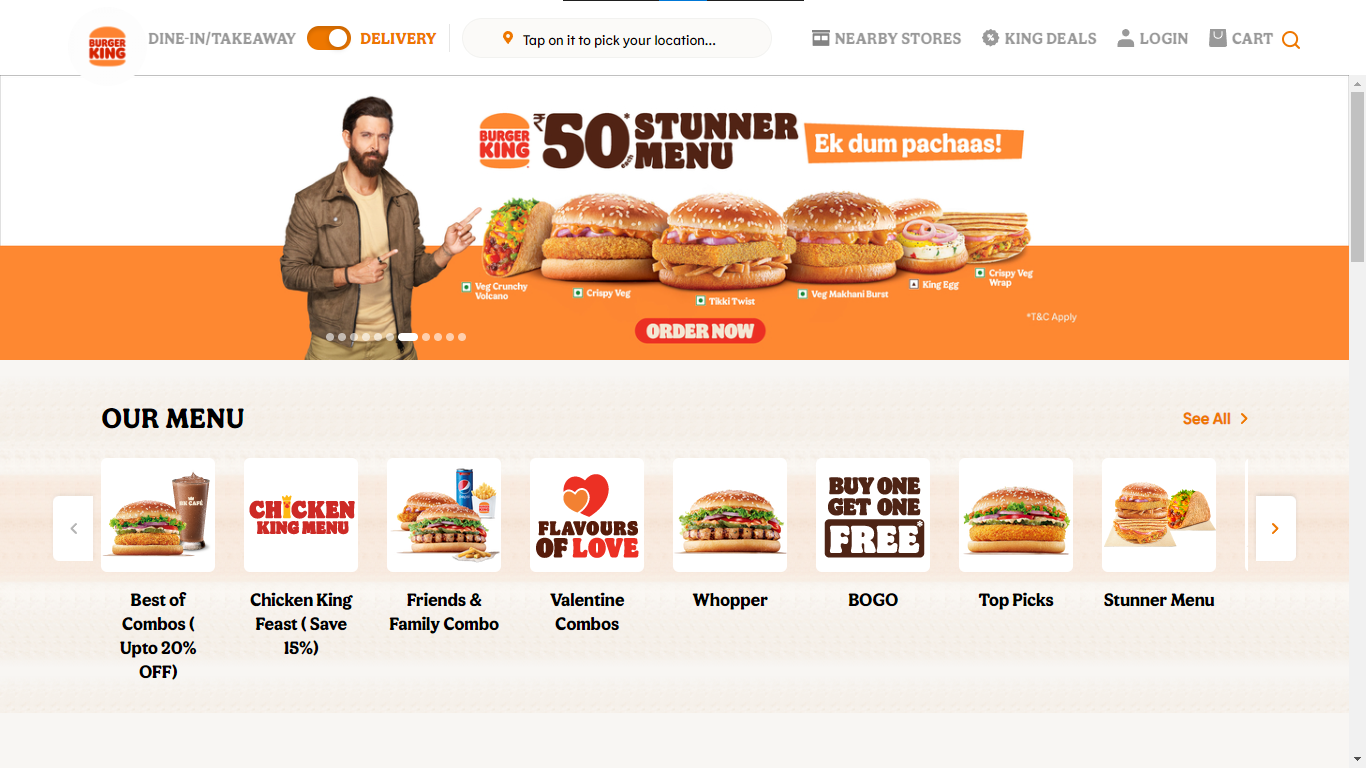 BURGER
KING
DINE-IN/TAKEAWAY
DELIVERY
Tap on it to pick your location...
NEARBY STORES
KING DEALS
LOGIN
CART
BURGER
KING
₹50* each
STUNNER
MENU
Ek dum pachaas!
Veg Crunchy
Volcano
Crispy Veg
Tikki Twist
Veg Makhani Burst
King Egg
Crispy Veg
Wrap
*T&C Apply
ORDER NOW
OUR MENU
See All
BK CAFÉ
CHICKEN
KING MENU
FLAVOURS
OF LOVE
BUY ONE
GET ONE
FREE*
Best of
Combos (
Upto 20%
OFF)
Chicken King
Feast ( Save
15%)
Friends &
Family Combo
Valentine
Combos
Whopper
BOGO
Top Picks
Stunner Menu